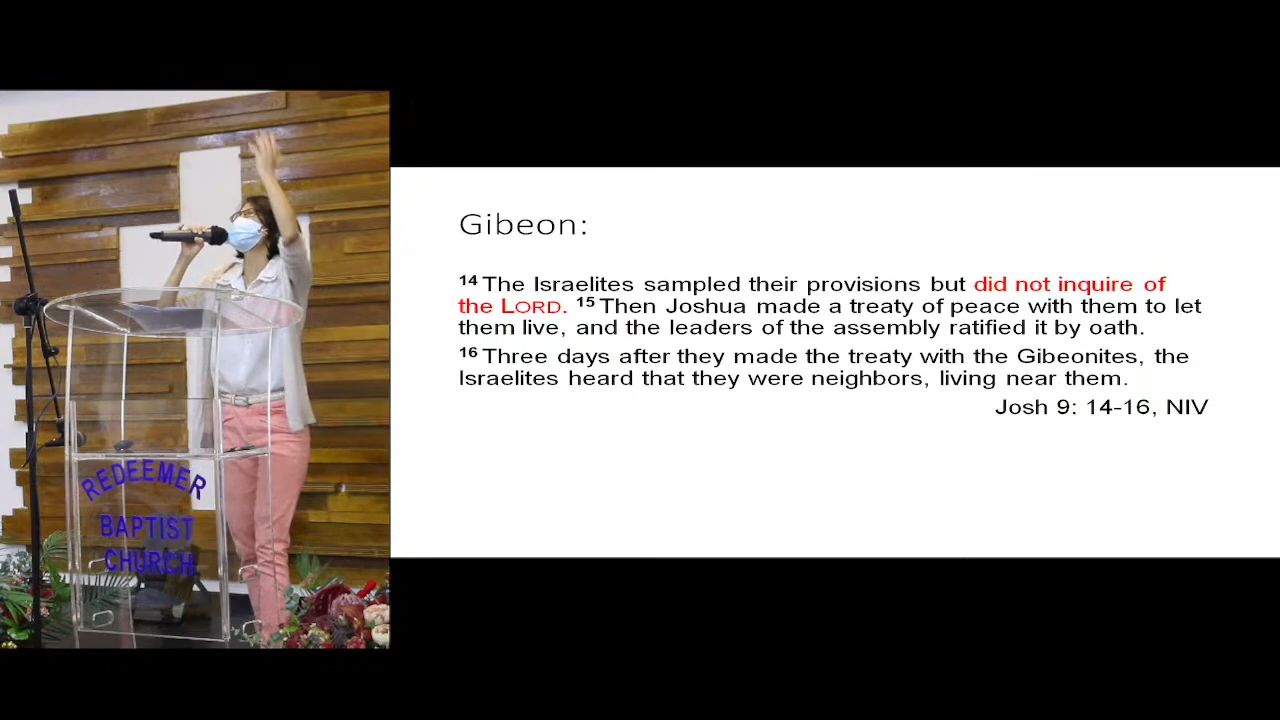 Gibeon:
14 The Israelites sampled their provisions but did not inquire of
the LORD. 15 Then Joshua made a treaty of peace with them to let
them live, and the leaders of the assembly ratified it by oath.
16 Three days after they made the treaty with the Gibeonites, the
Israelites heard that they were neighbors, living near them.
Josh 9: 14-16, NIV
REDEEMER
BAPTIST
CHURCH